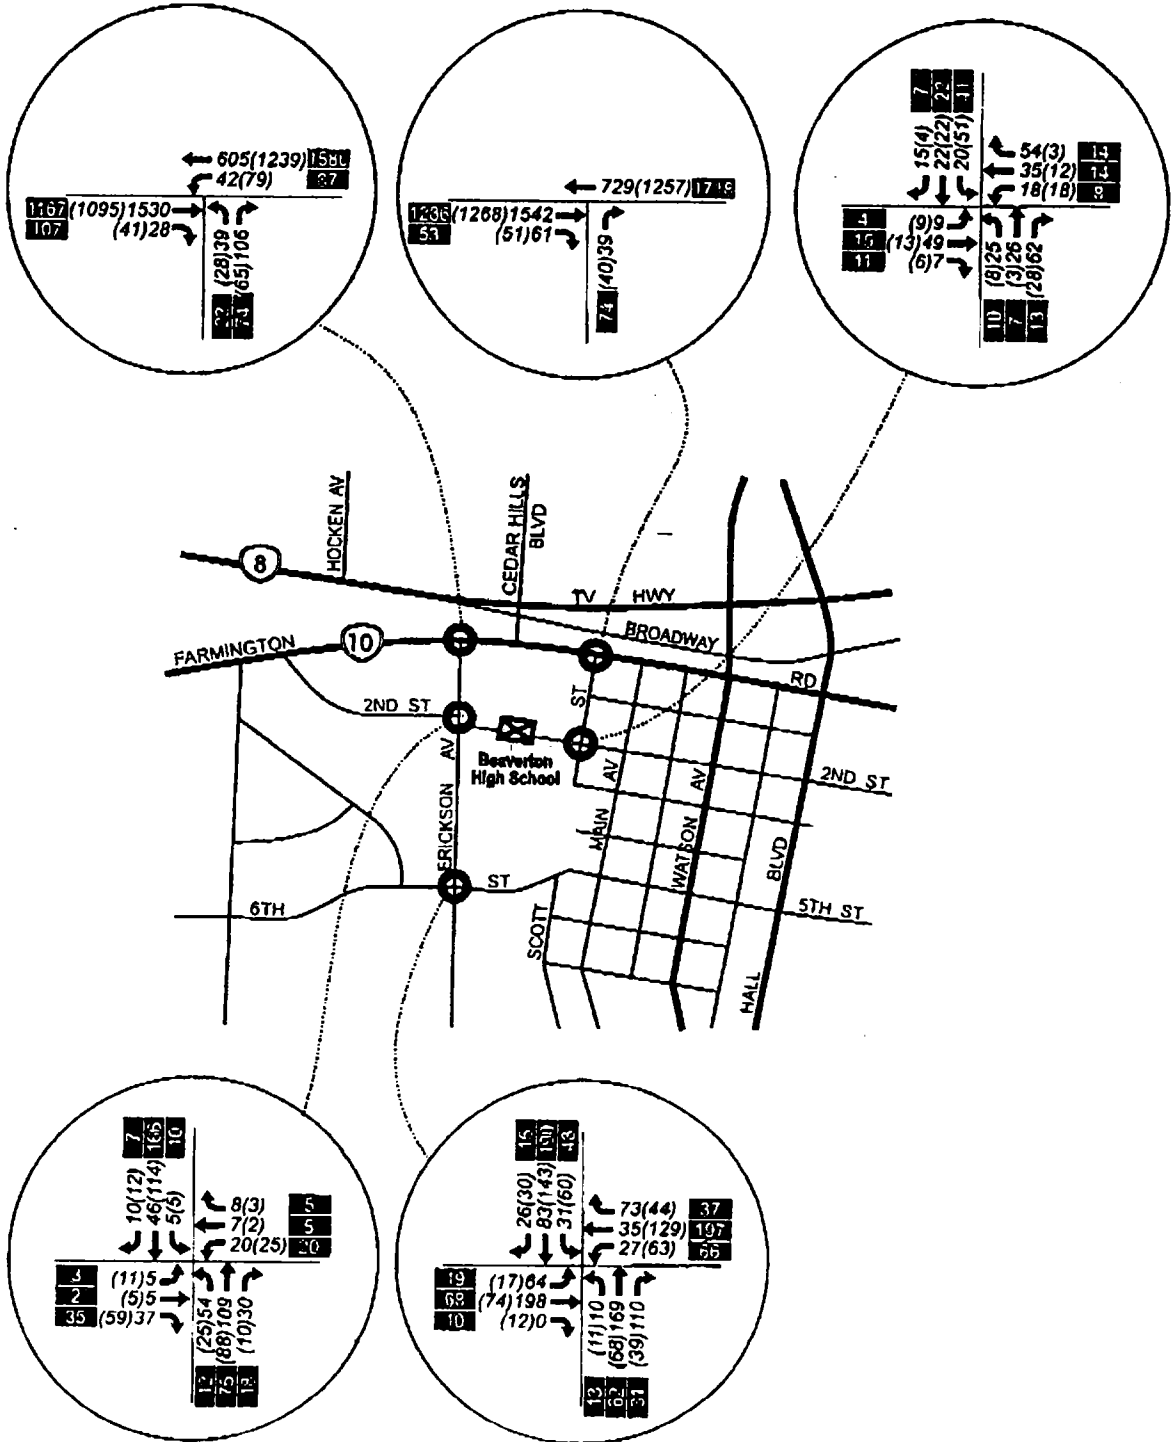 605(1239)
42(79)
(1095)1530
107 (41)28
(28)39
(65)106
74
729(1257)
(1268)1542
53 (51)61
74 (40)39
7 22 41
15(4)
22(22)
20(51)
54(3) 14
35(12) 14
18(18)
4 (9)9
(13)49
11 (6)7
(8)25
(3)26
(28)62
10 7 13
HOCKEN AV
CEDAR HILLS
BLVD
8
TV HWY
BROADWAY
FARMINGTON
10
RD
2ND ST
ST
AV
Beaverton
High School
ERICKSON
AV
MAIN
AV
WATSON
2ND ST
BLVD
6TH
ST
5TH ST
SCOTT
HALL
7 10
10(12)
46(114)
5(5)
8(3) 5
7(2) 5
20(25) 20
3 (11)5
2 (5)5
35 (59)37
(25)54
(88)109
(10)30
12 75
15 43
26(30)
83(143)
31(60)
73(44) 37
35(129) 197
27(63) 66
19 (17)64
(74)198
10 (12)0
(11)10
(68)169
(39)110
13 62 31